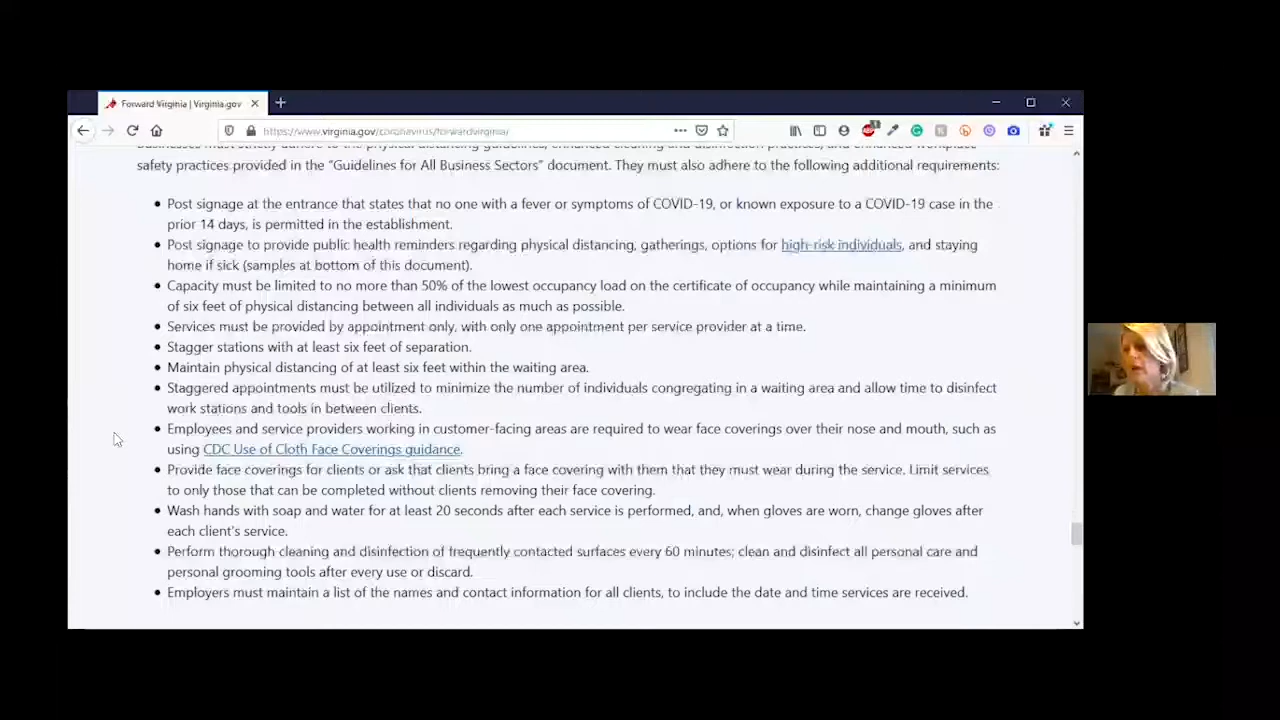 Forward Virginia | Virginia.gov
https://www.virginia.gov/coronavirus/forwardvirginia/
Businesses must strictly adhere to the physical distancing guidelines, enhanced cleaning and disinfection practices, and enhanced workplace
safety practices provided in the “Guidelines for All Business Sectors” document. They must also adhere to the following additional requirements:
• Post signage at the entrance that states that no one with a fever or symptoms of COVID-19, or known exposure to a COVID-19 case in the
prior 14 days, is permitted in the establishment.
• Post signage to provide public health reminders regarding physical distancing, gatherings, options for high-risk individuals, and staying
home if sick (samples at bottom of this document).
• Capacity must be limited to no more than 50% of the lowest occupancy load on the certificate of occupancy while maintaining a minimum
of six feet of physical distancing between all individuals as much as possible.
• Services must be provided by appointment only, with only one appointment per service provider at a time.
• Stagger stations with at least six feet of separation.
• Maintain physical distancing of at least six feet within the waiting area.
• Staggered appointments must be utilized to minimize the number of individuals congregating in a waiting area and allow time to disinfect
work stations and tools in between clients.
• Employees and service providers working in customer-facing areas are required to wear face coverings over their nose and mouth, such as
using CDC Use of Cloth Face Coverings guidance.
• Provide face coverings for clients or ask that clients bring a face covering with them that they must wear during the service. Limit services
to only those that can be completed without clients removing their face covering.
• Wash hands with soap and water for at least 20 seconds after each service is performed, and, when gloves are worn, change gloves after
each client's service.
• Perform thorough cleaning and disinfection of frequently contacted surfaces every 60 minutes; clean and disinfect all personal care and
personal grooming tools after every use or discard.
• Employers must maintain a list of the names and contact information for all clients, to include the date and time services are received.